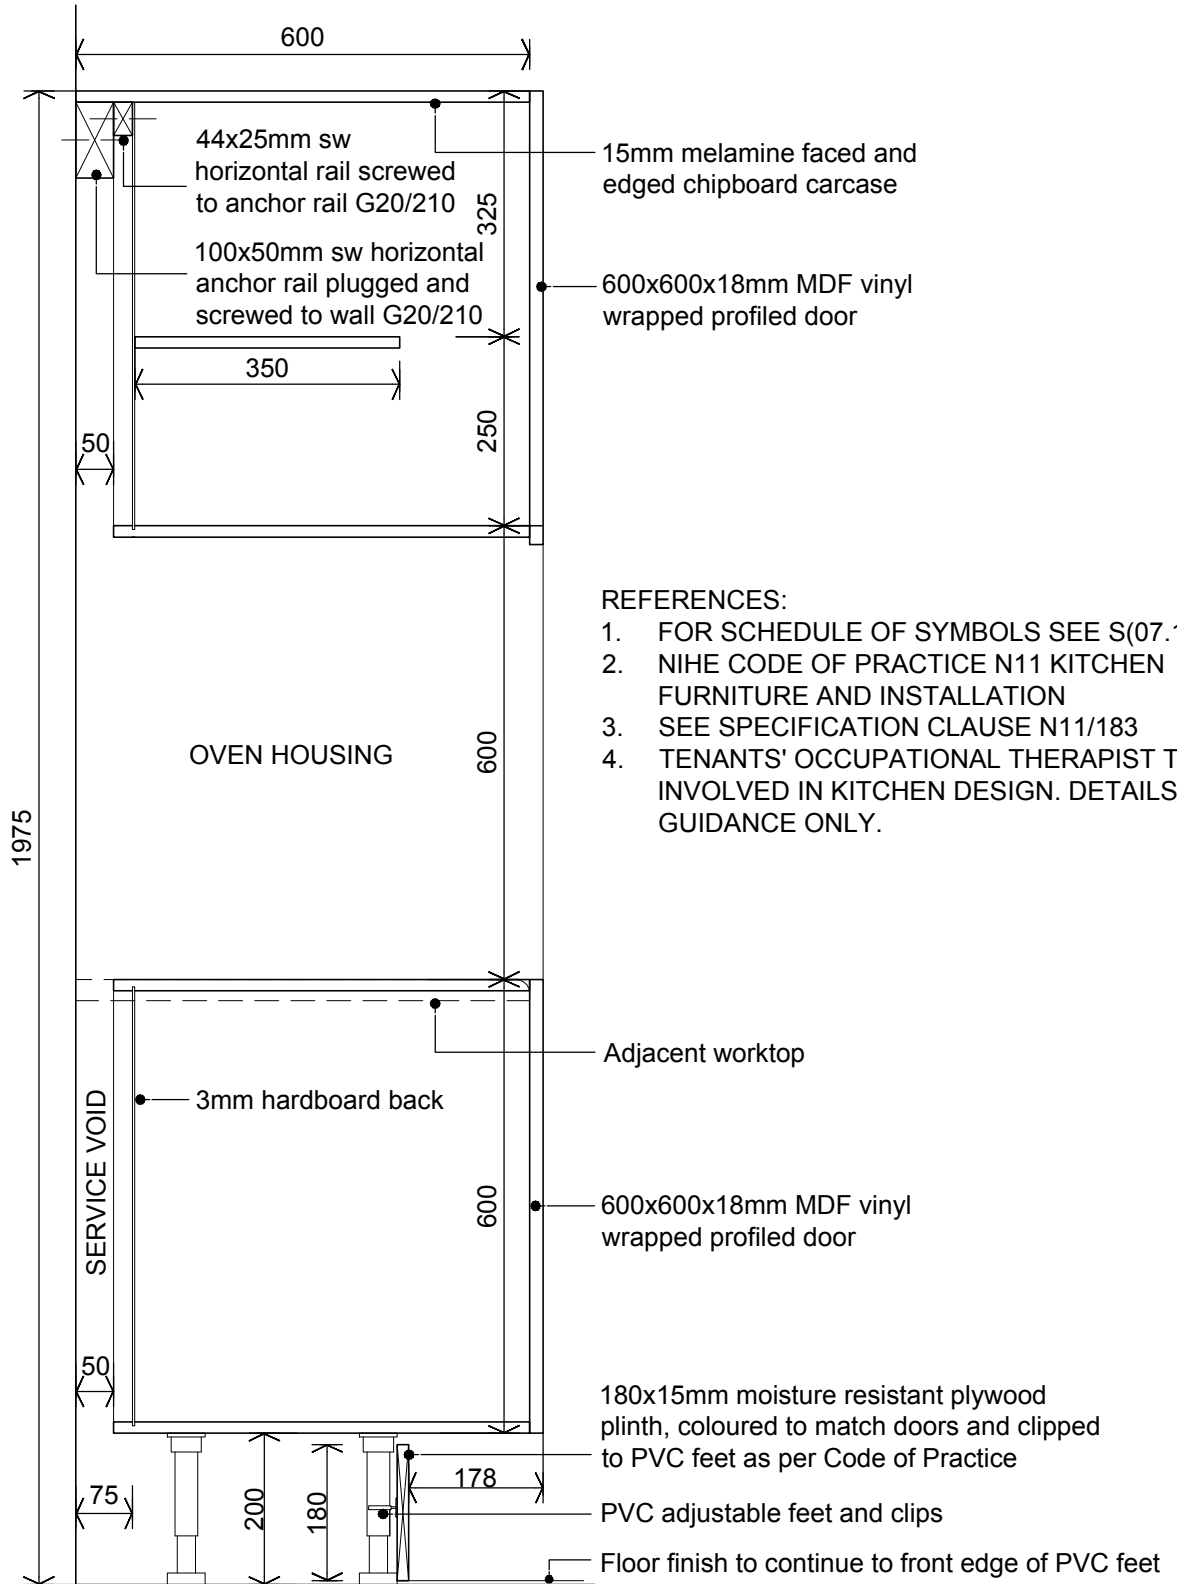 600
44x25mm sw
horizontal rail screwed
to anchor rail G20/210
15mm melamine faced and
edged chipboard carcase
325
100x50mm sw horizontal
anchor rail plugged and
screwed to wall G20/210
600x600x18mm MDF vinyl
wrapped profiled door
350
250
50
REFERENCES:
1. FOR SCHEDULE OF SYMBOLS SEE S(07.1
2. NIHE CODE OF PRACTICE N11 KITCHEN
FURNITURE AND INSTALLATION
3. SEE SPECIFICATION CLAUSE N11/183
4. TENANTS' OCCUPATIONAL THERAPIST T
INVOLVED IN KITCHEN DESIGN. DETAILS
GUIDANCE ONLY.
OVEN HOUSING
600
1975
Adjacent worktop
3mm hardboard back
SERVICE VOID
600
600x600x18mm MDF vinyl
wrapped profiled door
50
180x15mm moisture resistant plywood
plinth, coloured to match doors and clipped
to PVC feet as per Code of Practice
178
75
200
180
PVC adjustable feet and clips
Floor finish to continue to front edge of PVC feet